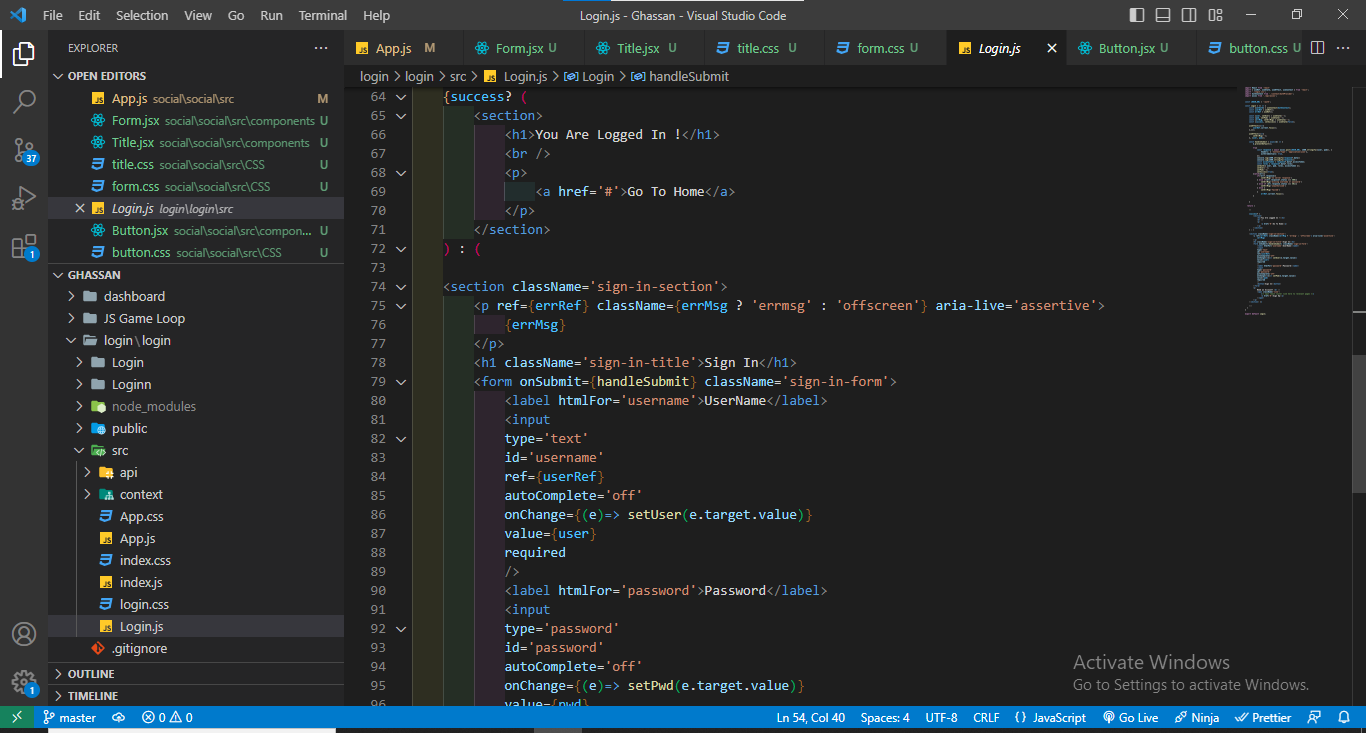 File Edit Selection View Go Run Terminal Help Login.js - Ghassan - Visual Studio Code
EXPLORER ...
OPEN EDITORS
App.js social\social\src M
Form.jsx social\social\src\components U
Title.jsx social\social\src\components U
title.css social\social\src\CSS U
form.css social\social\src\CSS U
Login.js login\login\src
Button.jsx social\social\src\compon... U
button.css social\social\src\CSS U
GHASSAN
dashboard
JS Game Loop
login\login
Login
Loginn
node_modules
public
src
api
context
App.css
App.js
index.css
index.js
login.css
Login.js
.gitignore
OUTLINE
TIMELINE
37
1
1
App.js M Form.jsx U Title.jsx U title.css U form.css U Login.js Button.jsx U button.css U ...
login > login > src > Login.js > Login > handleSubmit
64 {success? (
65 <section>
66 <h1>You Are Logged In !</h1>
67 <br />
68 <p>
69 <a href='#'>Go To Home</a>
70 </p>
71 </section>
72 ) : (
73
74 <section className='sign-in-section'>
75 <p ref={errRef} className={errMsg ? 'errmsg' : 'offscreen'} aria-live='assertive'>
76 {errMsg}
77 </p>
78 <h1 className='sign-in-title'>Sign In</h1>
79 <form onSubmit={handleSubmit} className='sign-in-form'>
80 <label htmlFor='username'>UserName</label>
81 <input
82 type='text'
83 id='username'
84 ref={userRef}
85 autoComplete='off'
86 onChange={(e)=> setUser(e.target.value)}
87 value={user}
88 required
89 />
90 <label htmlFor='password'>Password</label>
91 <input
92 type='password'
93 id='password'
94 autoComplete='off'
95 onChange={(e)=> setPwd(e.target.value)}
96 value={pwd}
Activate Windows
Go to Settings to activate Windows.
master 0 0 Ln 54, Col 40 Spaces: 4 UTF-8 CRLF {} JavaScript Go Live Ninja Prettier